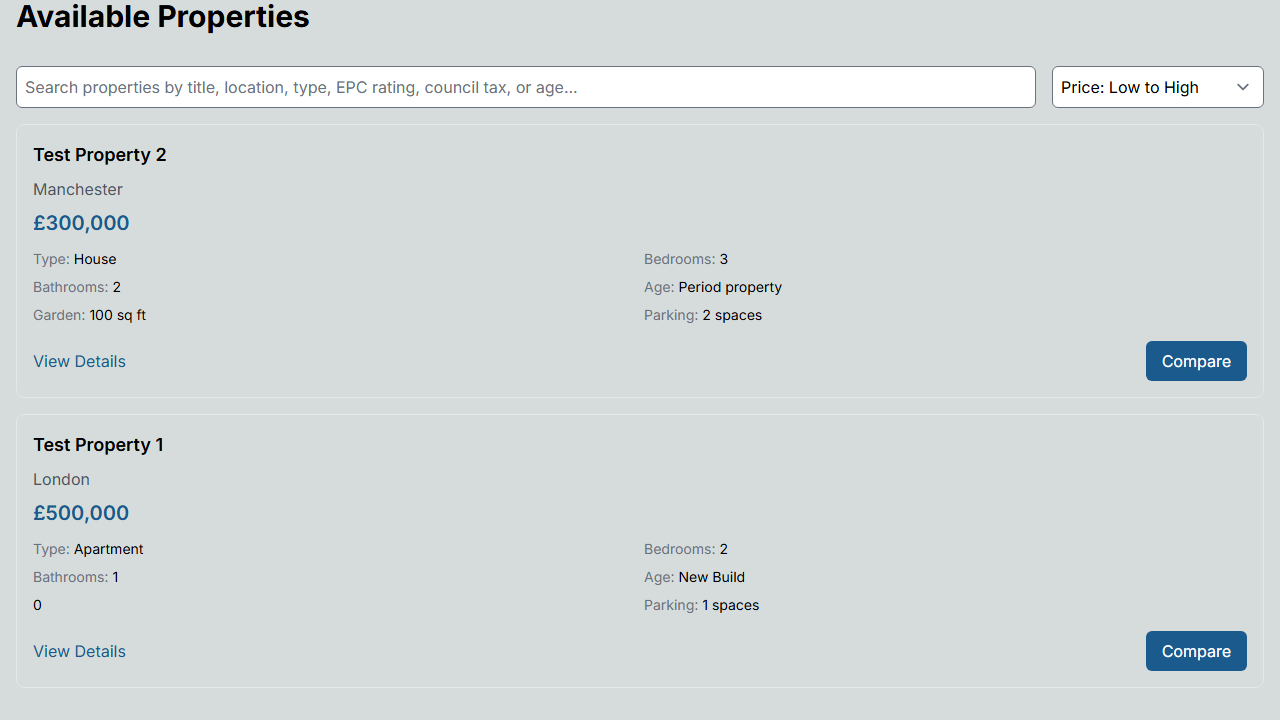 Available Properties
Search properties by title, location, type, EPC rating, council tax, or age...
Price: Low to High
Test Property 2
Manchester
£300,000
Type: House
Bedrooms: 3
Bathrooms: 2
Age: Period property
Garden: 100 sq ft
Parking: 2 spaces
View Details
Compare
Test Property 1
London
£500,000
Type: Apartment
Bedrooms: 2
Bathrooms: 1
Age: New Build
0
Parking: 1 spaces
View Details
Compare